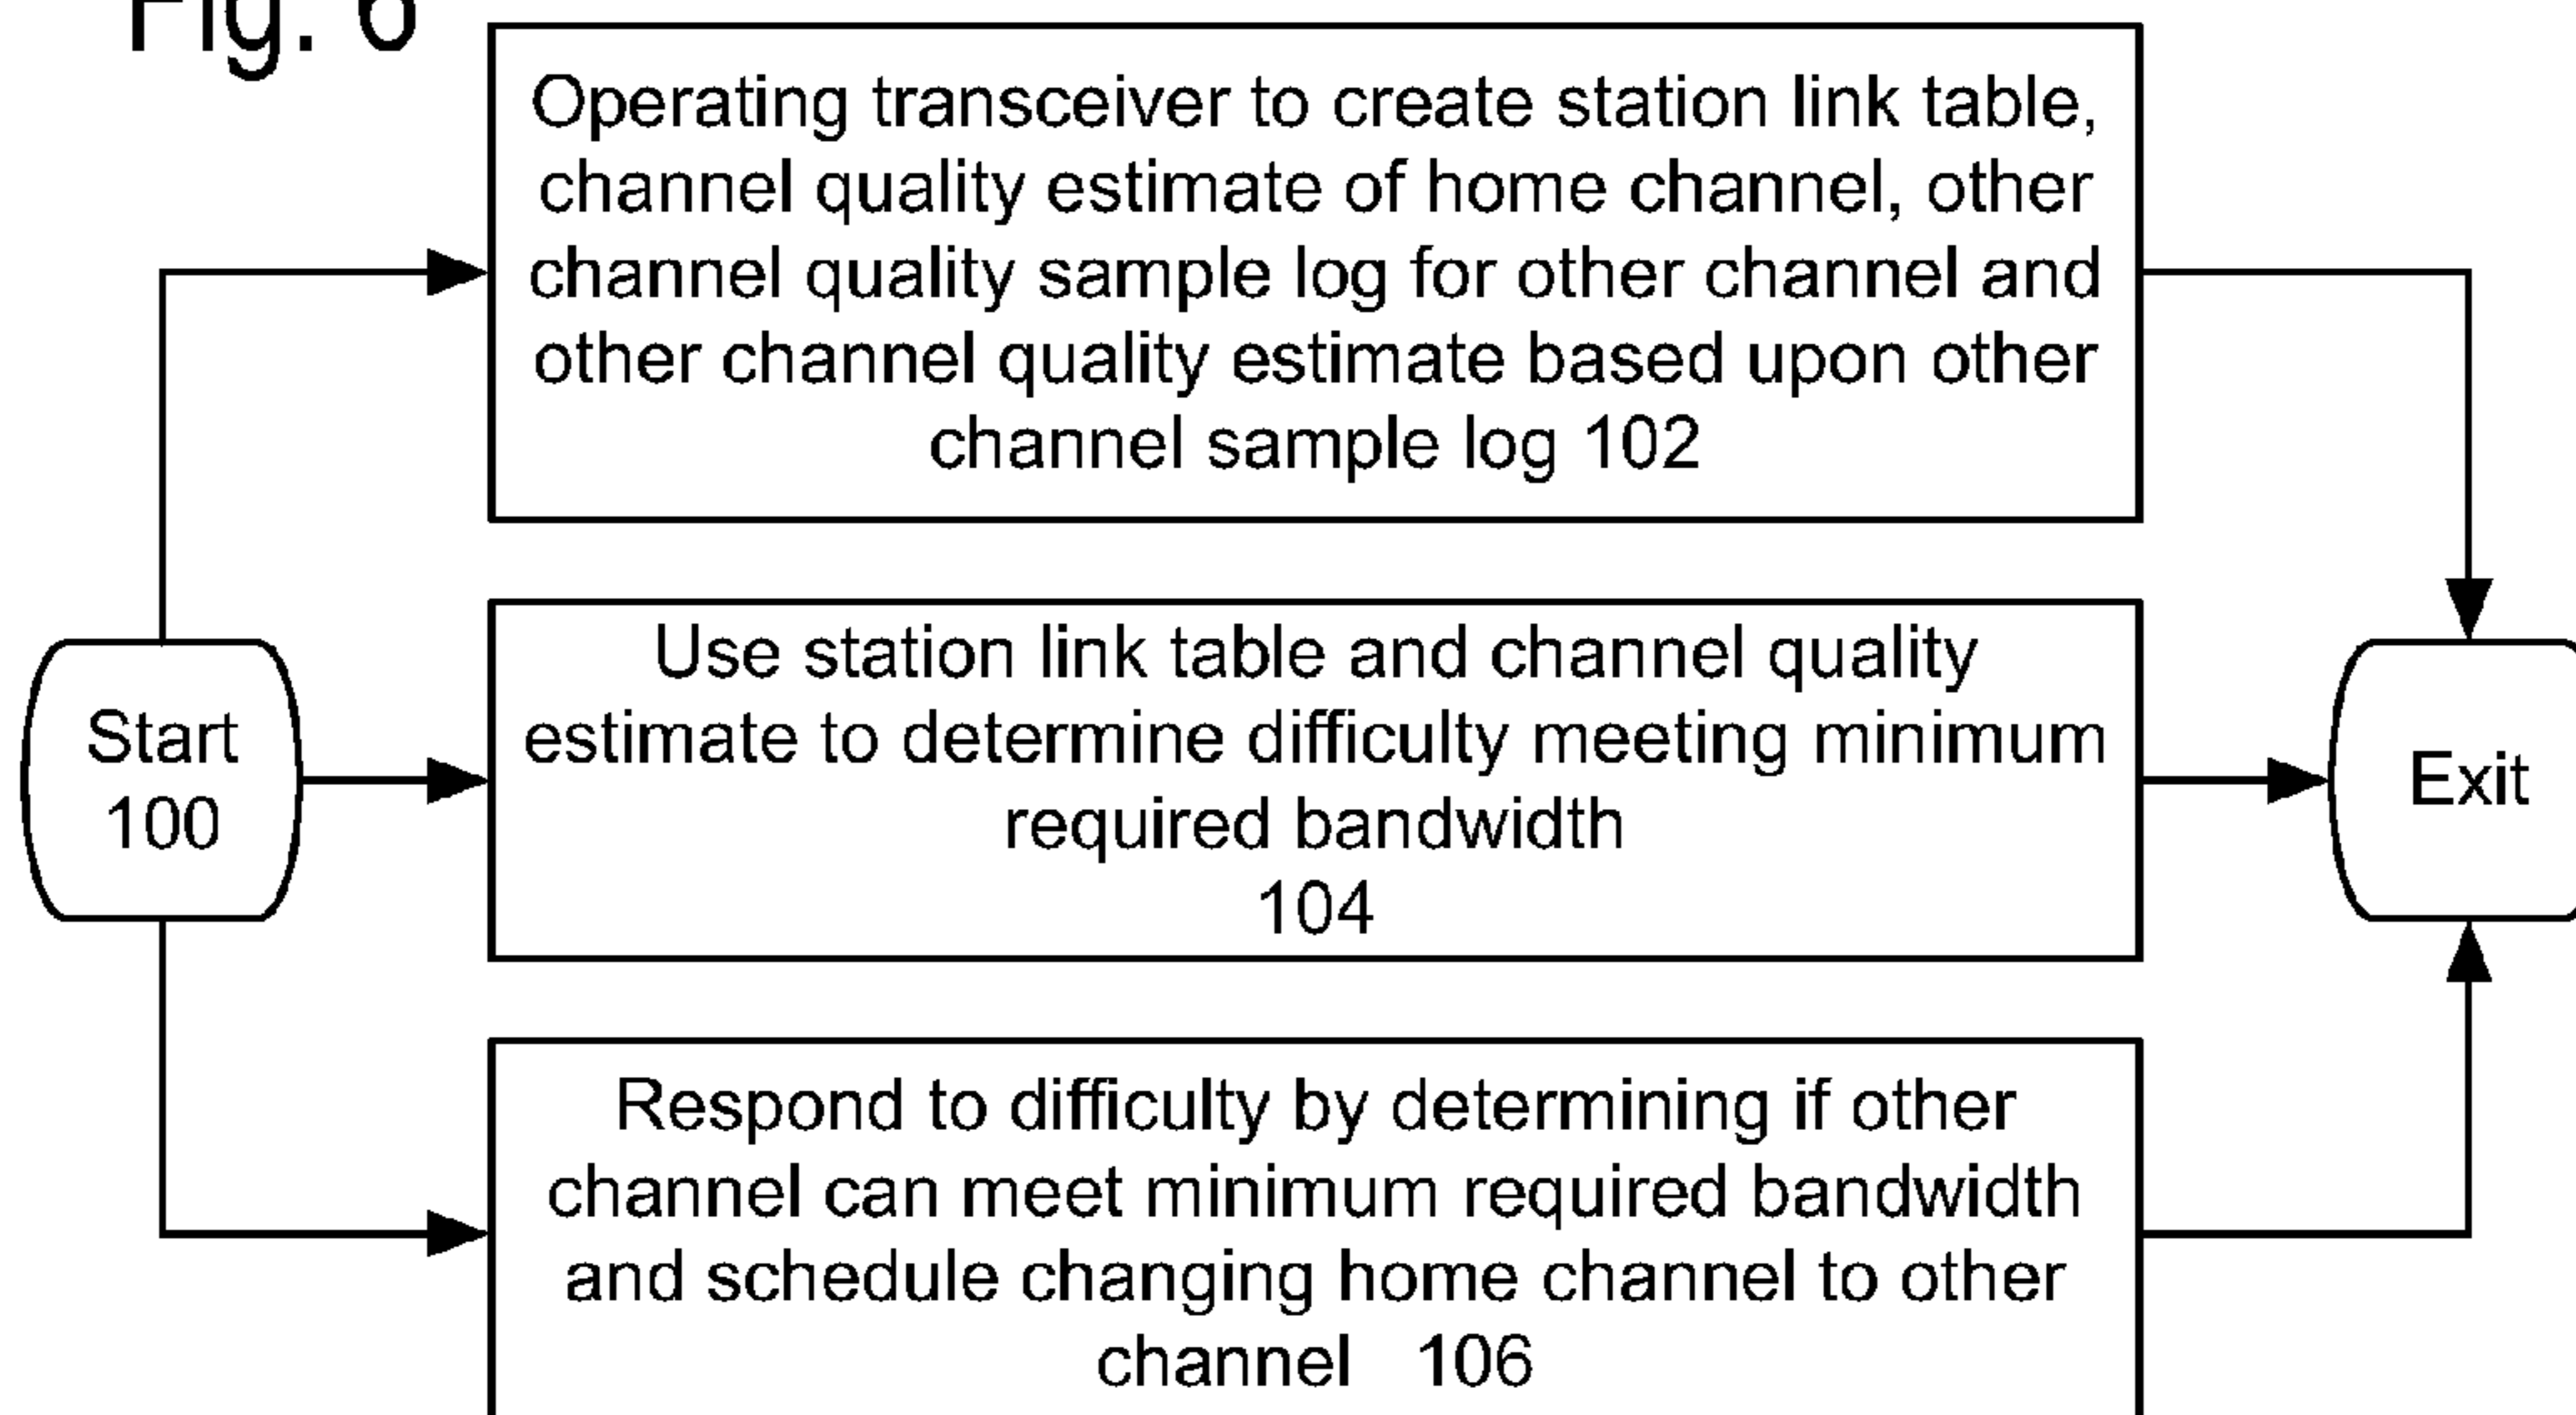 Fig. 6
Operating transceiver to create station link table,
channel quality estimate of home channel, other
channel quality sample log for other channel and
other channel quality estimate based upon other
channel sample log 102
Start
100
Use station link table and channel quality
estimate to determine difficulty meeting minimum
required bandwidth
104
Exit
Respond to difficulty by determining if other
channel can meet minimum required bandwidth
and schedule changing home channel to other
channel 106